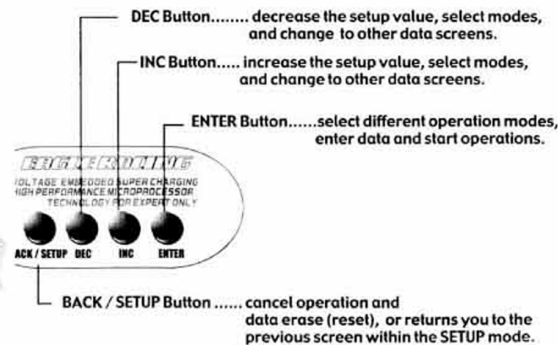 DEC Button........ decrease the setup value, select modes,
and change to other data screens.
INC Button..... increase the setup value, select modes,
and change to other data screens.
ENTER Button......select different operation modes,
enter data and start operations.
EAGLE RACING
VOLTAGE EMBEDDED SUPER CHARGING
HIGH PERFORMANCE MICROPROCESSOR
TECHNOLOGY FOR EXPERT ONLY
ACK / SETUP DEC INC ENTER
BACK / SETUP Button ...... cancel operation and
data erase (reset), or returns you to the
previous screen within the SETUP mode.